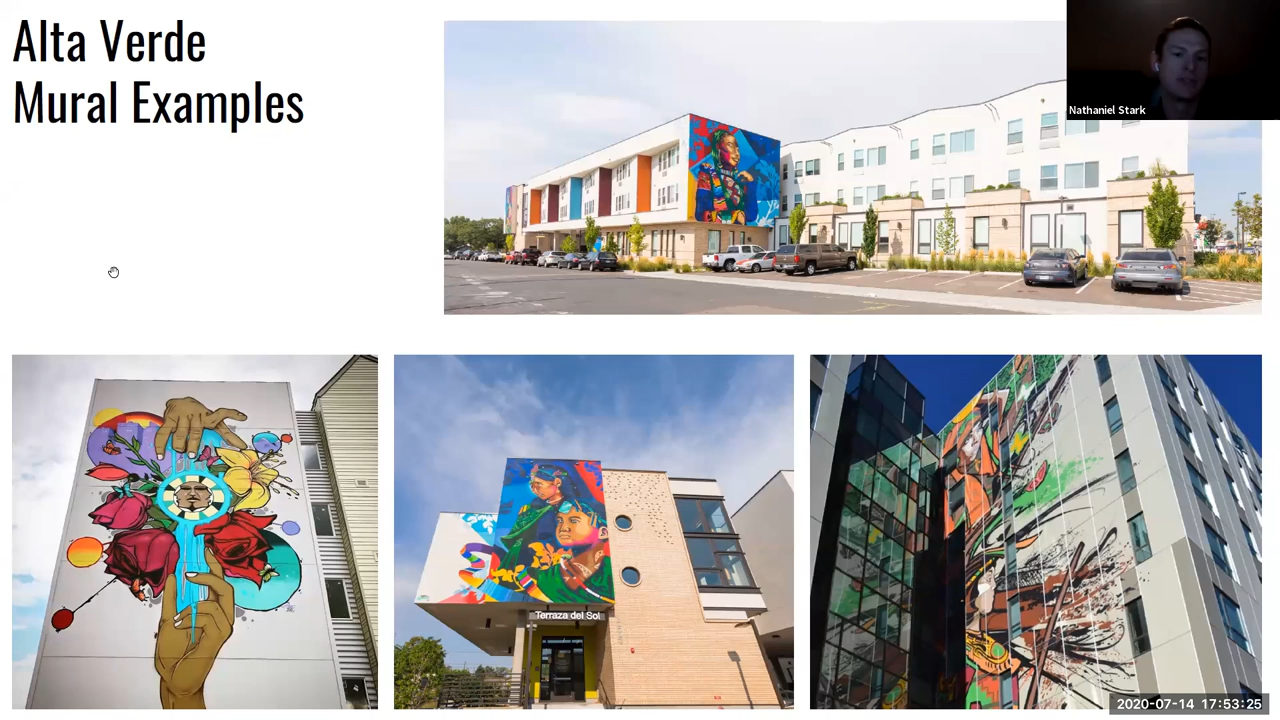 Alta Verde
Mural Examples
Nathaniel Stark
Terraza del Sol
2020-07-14 17:53:25